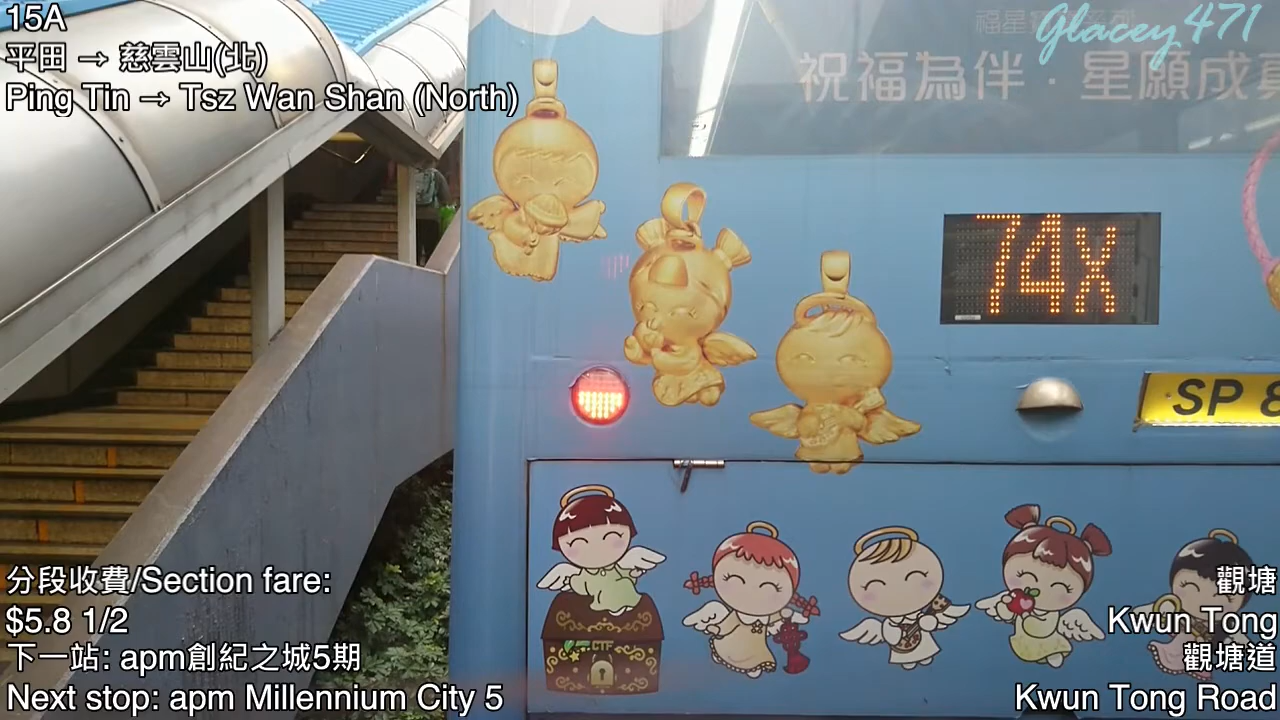 15A
平田 → 慈雲山(北)
Ping Tin → Tsz Wan Shan (North)
Glacey471
祝福為伴·星願成真
74X
SP 8
CTF
分段收費/Section fare:
$5.8 1/2
下一站: apm創紀之城5期
Next stop: apm Millennium City 5
觀塘
Kwun Tong
觀塘道
Kwun Tong Road